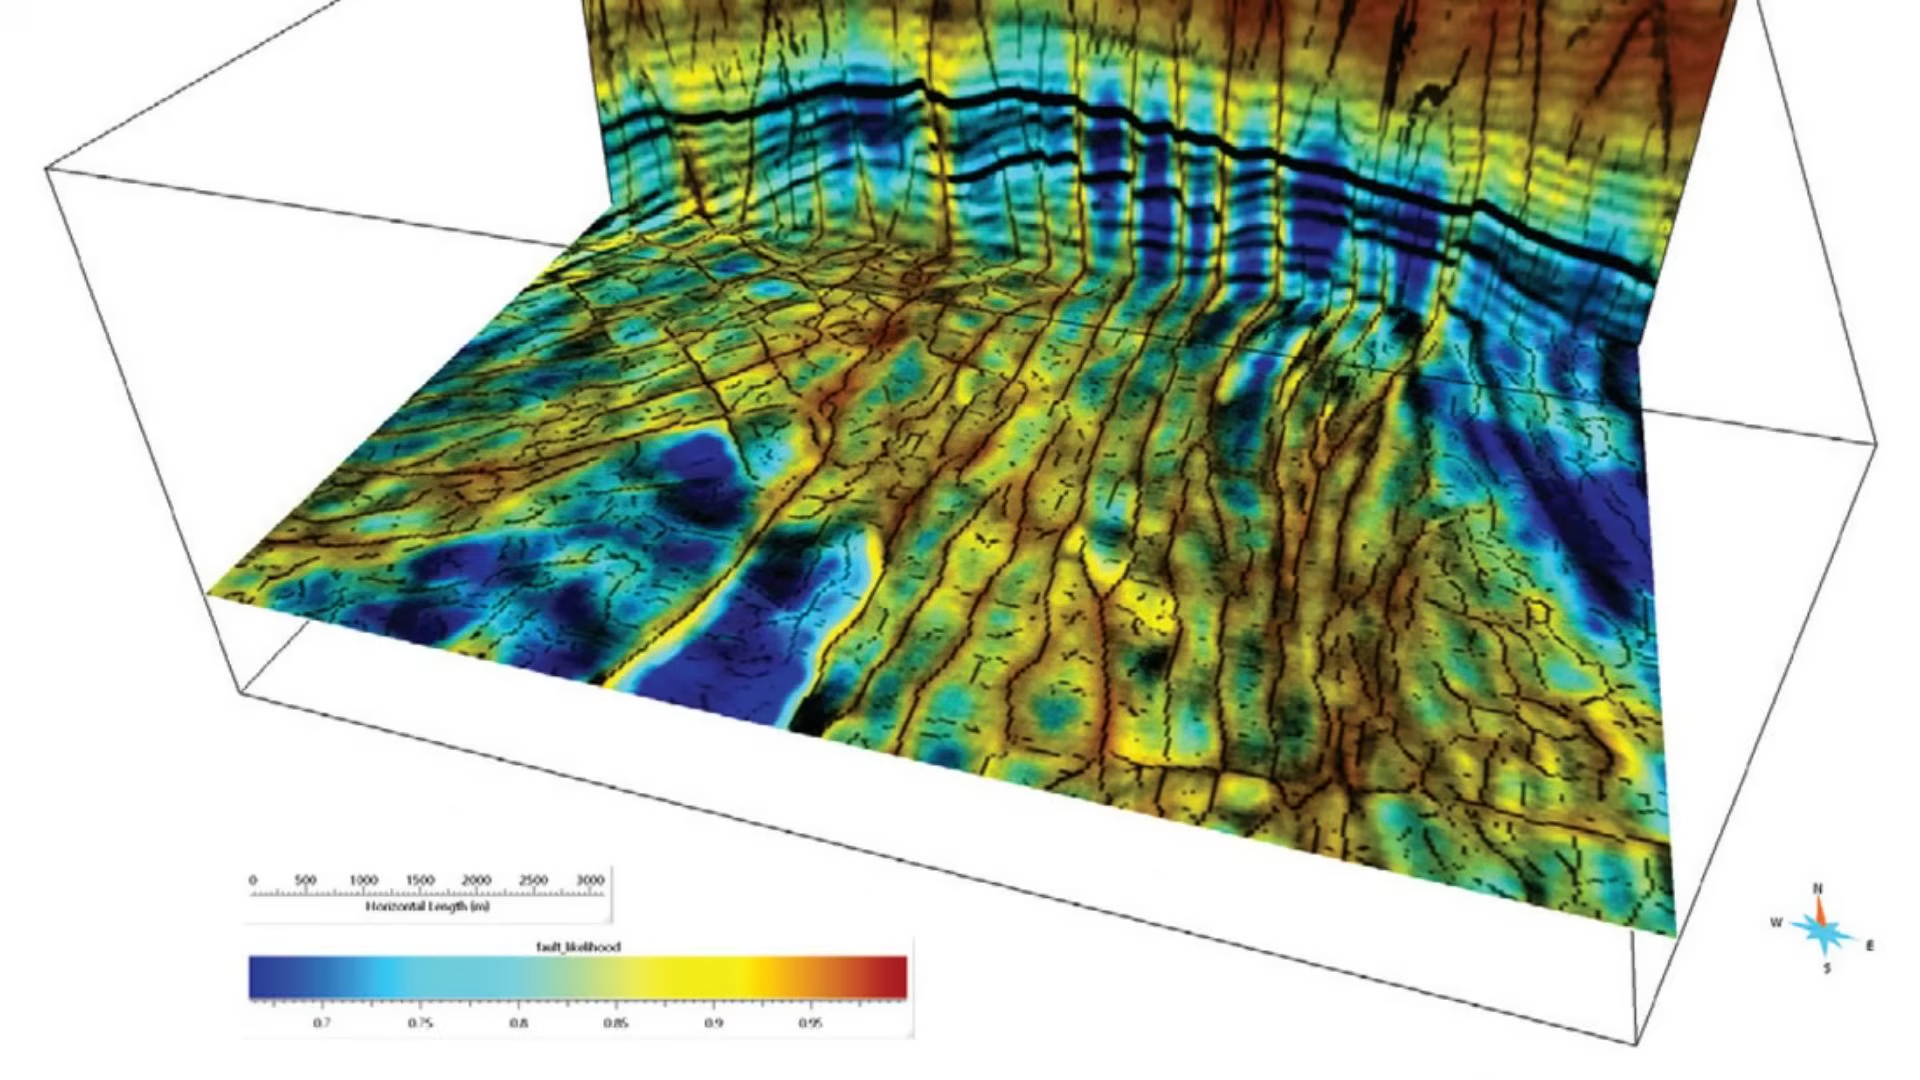 0 500 1000 1500 2000 2500 3000
Horizontal Length (m)
fault_likelihood
0.7 0.75 0.8 0.85 0.9 0.95
N
W E
S